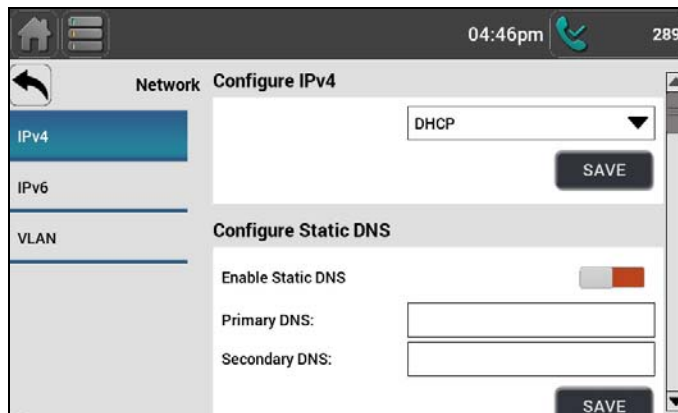 04:46pm 289
Network
IPv4
IPv6
VLAN
Configure IPv4
DHCP
SAVE
Configure Static DNS
Enable Static DNS
Primary DNS:
Secondary DNS:
SAVE